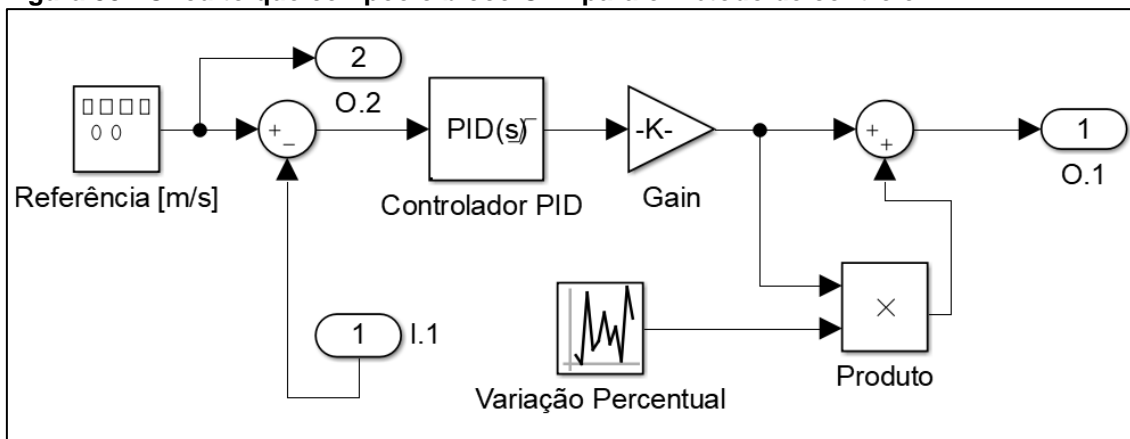 2
O.2
+
−
PID(s)
-K-
+
+
1
O.1
Referência [m/s]
Controlador PID
Gain
1
I.1
×
Produto
Variação Percentual